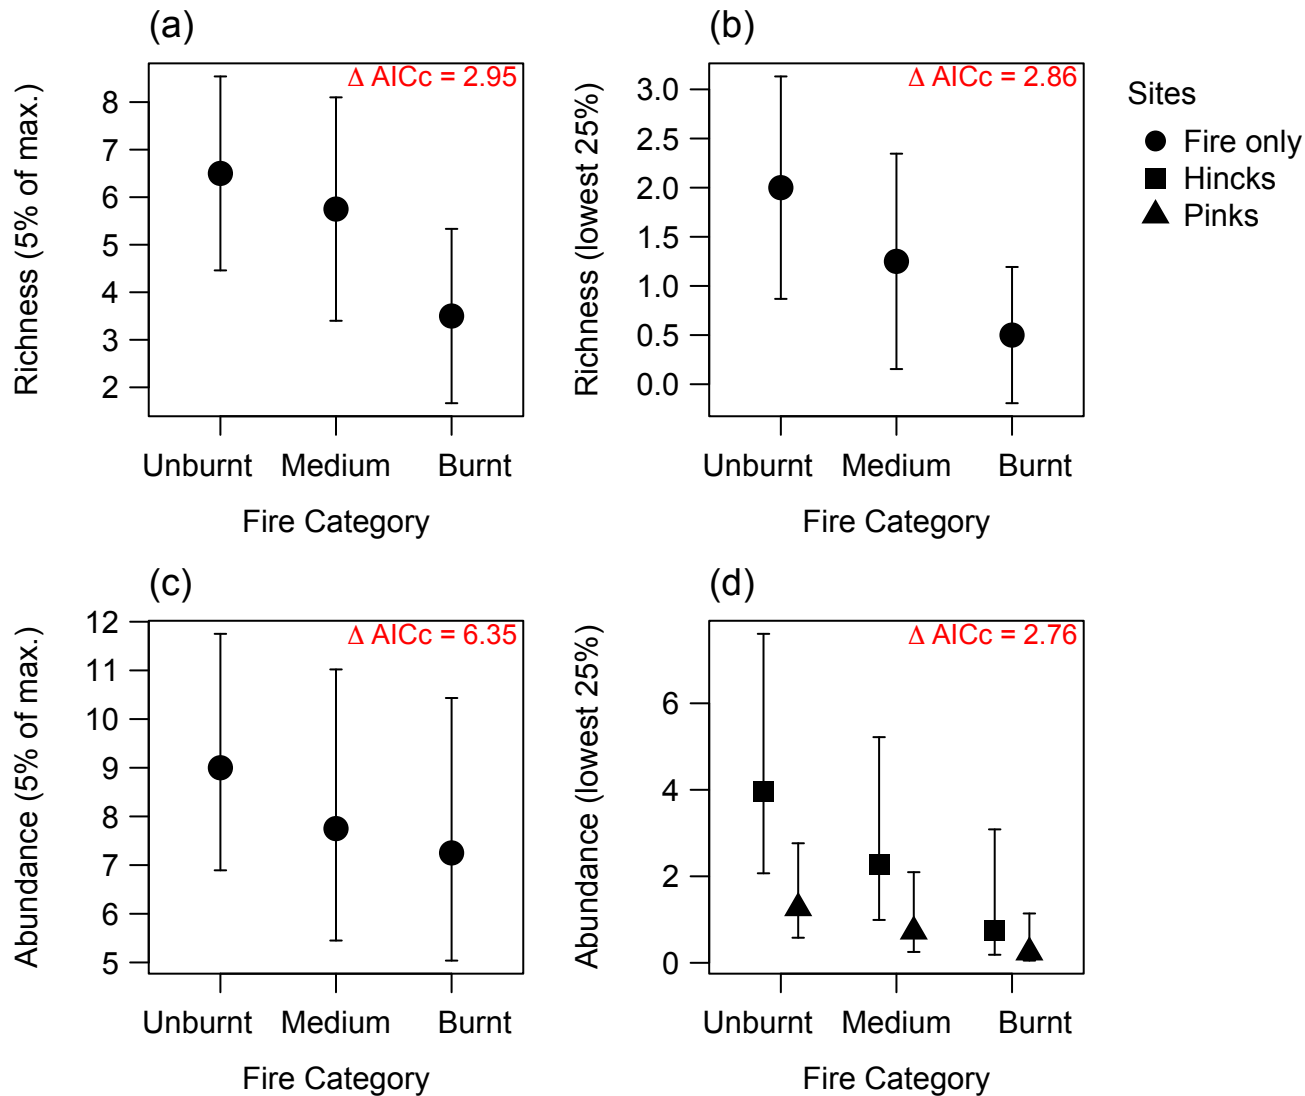 (a)
Δ AICc = 2.95
Richness (5% of max.)
8
7
6
5
4
3
2
Unburnt Medium Burnt
Fire Category
(b)
Δ AICc = 2.86
Richness (lowest 25%)
3.0
2.5
2.0
1.5
1.0
0.5
0.0
Unburnt Medium Burnt
Fire Category
Sites
Fire only
Hincks
Pinks
(c)
Δ AICc = 6.35
Abundance (5% of max.)
12
11
10
9
8
7
6
5
Unburnt Medium Burnt
Fire Category
(d)
Δ AICc = 2.76
Abundance (lowest 25%)
6
4
2
0
Unburnt Medium Burnt
Fire Category